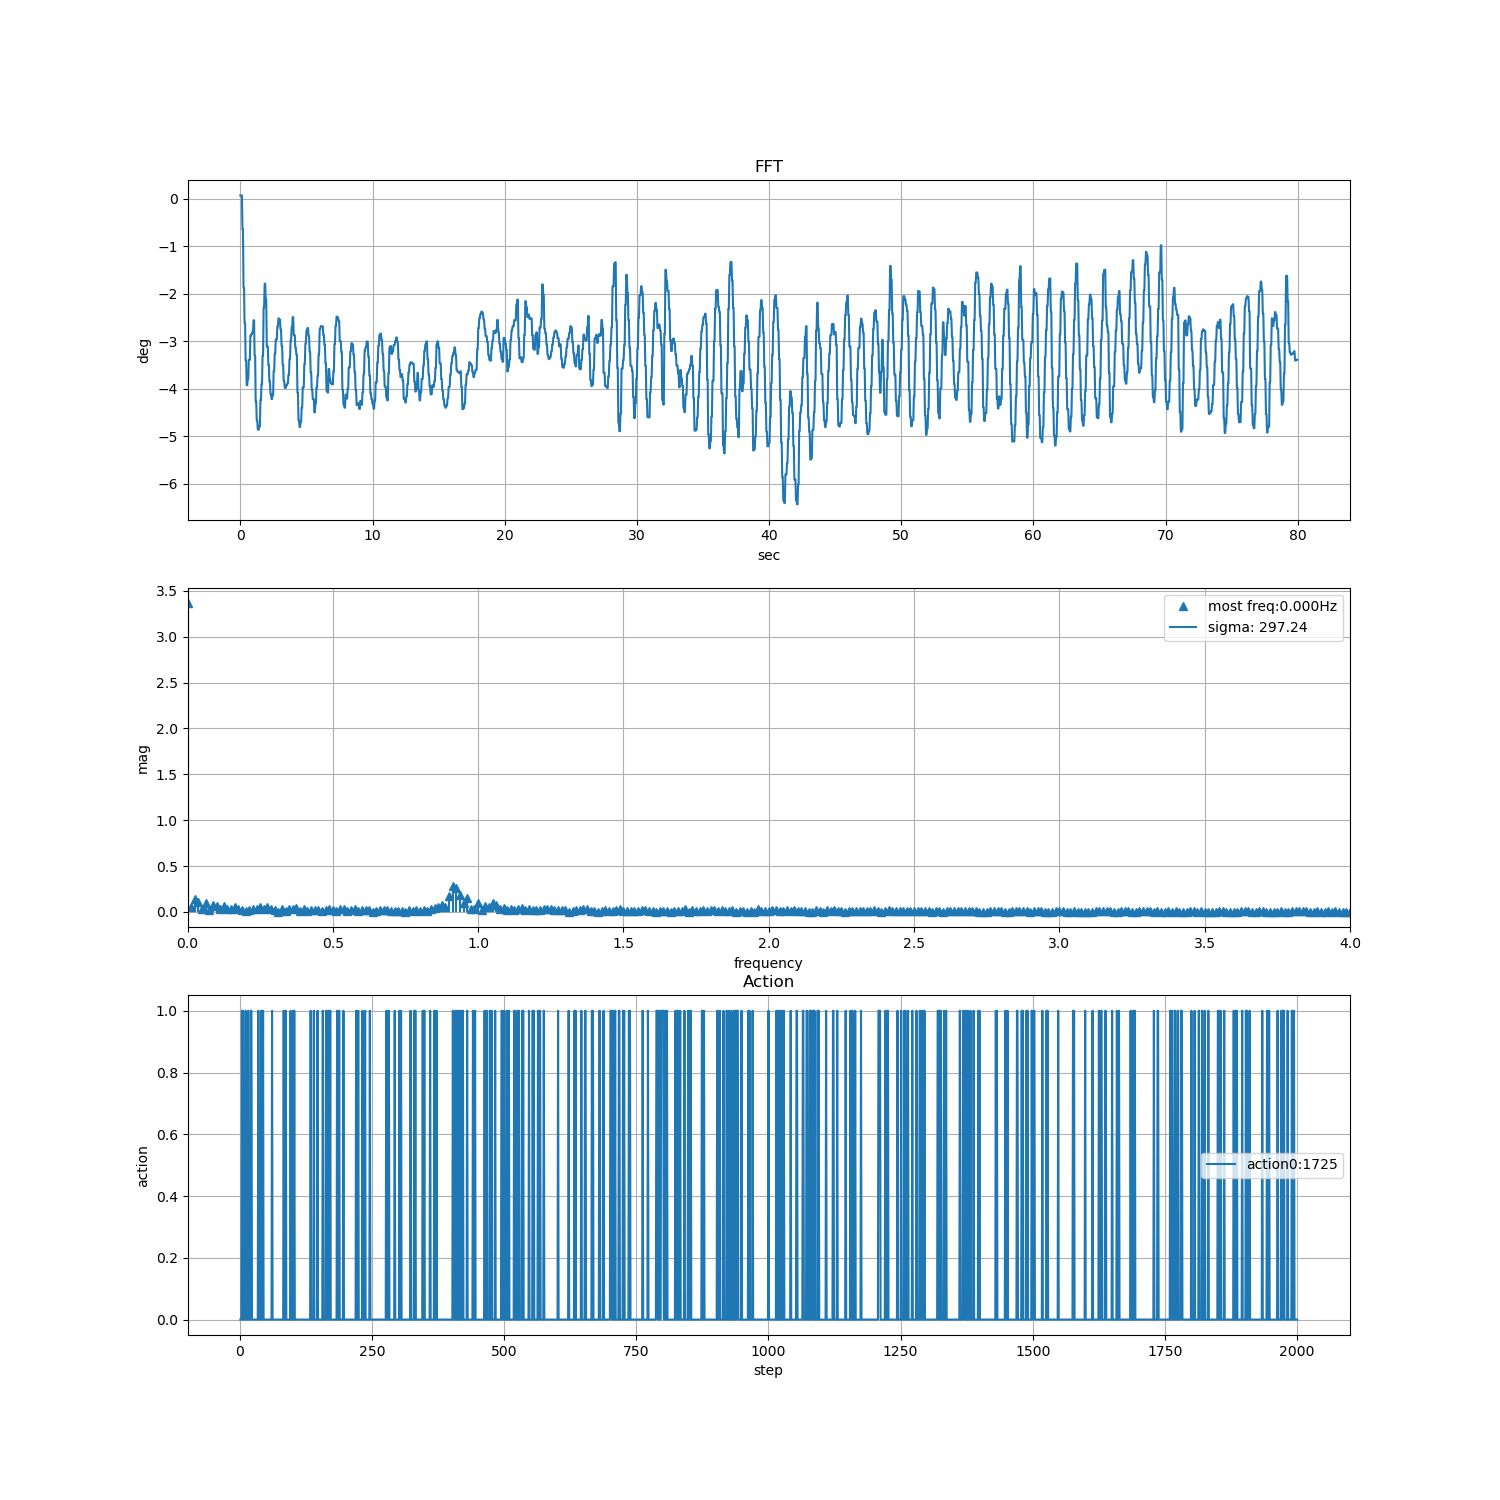 FFT
0
−1
−2
−3
−4
−5
−6
deg
0 10 20 30 40 50 60 70 80
sec
3.5
3.0
2.5
2.0
1.5
1.0
0.5
0.0
mag
most freq:0.000Hz
sigma: 297.24
0.0 0.5 1.0 1.5 2.0 2.5 3.0 3.5 4.0
frequency
Action
1.0
0.8
0.6
0.4
0.2
0.0
action
action0:1725
0 250 500 750 1000 1250 1500 1750 2000
step